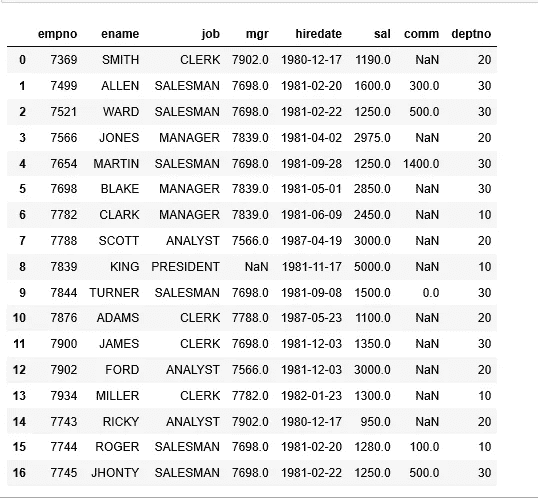 empno ename job mgr hiredate sal comm deptno
0 7369 SMITH CLERK 7902.0 1980-12-17 1190.0 NaN 20
1 7499 ALLEN SALESMAN 7698.0 1981-02-20 1600.0 300.0 30
2 7521 WARD SALESMAN 7698.0 1981-02-22 1250.0 500.0 30
3 7566 JONES MANAGER 7839.0 1981-04-02 2975.0 NaN 20
4 7654 MARTIN SALESMAN 7698.0 1981-09-28 1250.0 1400.0 30
5 7698 BLAKE MANAGER 7839.0 1981-05-01 2850.0 NaN 30
6 7782 CLARK MANAGER 7839.0 1981-06-09 2450.0 NaN 10
7 7788 SCOTT ANALYST 7566.0 1987-04-19 3000.0 NaN 20
8 7839 KING PRESIDENT NaN 1981-11-17 5000.0 NaN 10
9 7844 TURNER SALESMAN 7698.0 1981-09-08 1500.0 0.0 30
10 7876 ADAMS CLERK 7788.0 1987-05-23 1100.0 NaN 20
11 7900 JAMES CLERK 7698.0 1981-12-03 1350.0 NaN 30
12 7902 FORD ANALYST 7566.0 1981-12-03 3000.0 NaN 20
13 7934 MILLER CLERK 7782.0 1982-01-23 1300.0 NaN 10
14 7743 RICKY ANALYST 7902.0 1980-12-17 950.0 NaN 20
15 7744 ROGER SALESMAN 7698.0 1981-02-20 1280.0 100.0 10
16 7745 JHONTY SALESMAN 7698.0 1981-02-22 1250.0 500.0 30